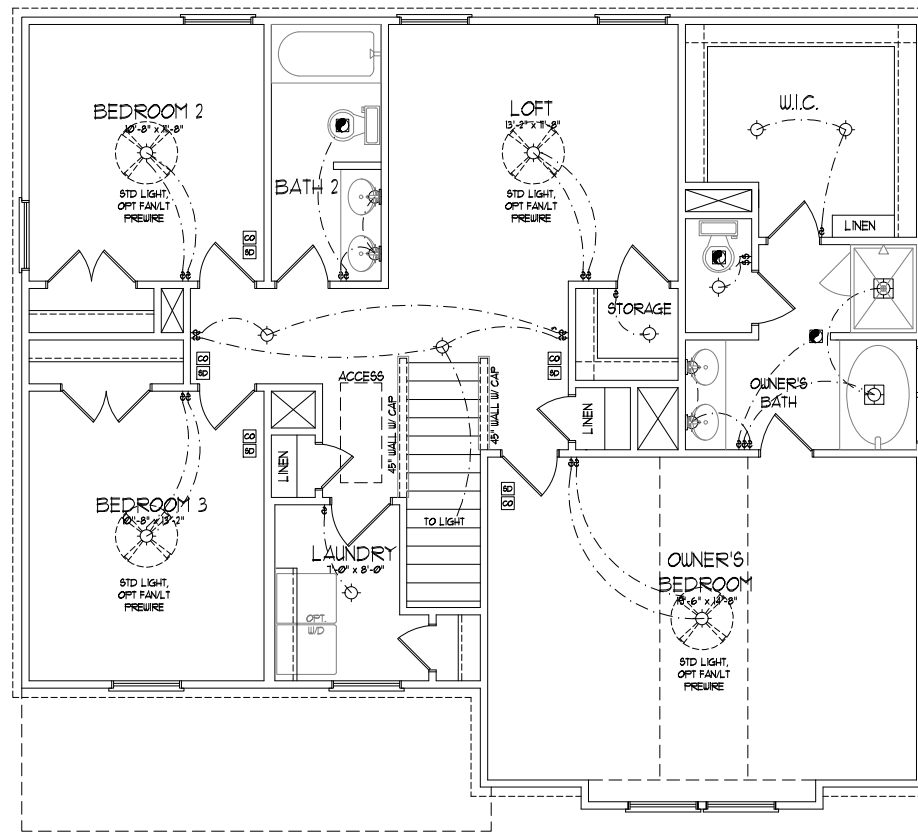 BEDROOM 2
10'-8" x 11'-8"
STD LIGHT,
OPT FAN/LT
PREWIRE
BATH 2
LOFT
13'-2" x 11'-8"
STD LIGHT,
OPT FAN/LT
PREWIRE
W.I.C.
LINEN
CO
SD
STORAGE
CO
SD
CO
SD
ACCESS
45" WALL W/ CAP
45" WALL W/ CAP
OWNER'S
BATH
LINEN
CO
SD
LINEN
SD
CO
BEDROOM 3
10'-8" x 13'-2"
STD LIGHT,
OPT FAN/LT
PREWIRE
TO LIGHT
LAUNDRY
7'-0" x 8'-0"
OPT.
W/D
OWNER'S
BEDROOM
x 14'-8"
STD LIGHT,
OPT FAN/LT
PREWIRE